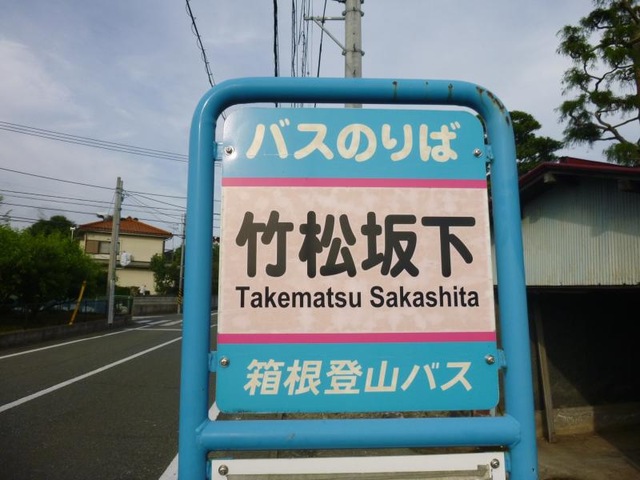 バスのりば
竹松坂下
Takematsu Sakashita
箱根登山バス